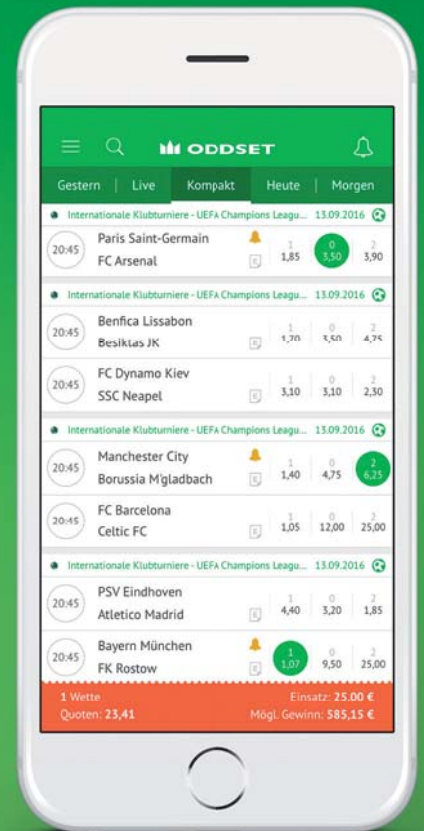 ODDSET
Gestern | Live Kompakt Heute | Morgen
Internationale Klubturniere - UEFA Champions Leagu... 13.09.2016
20:45 Paris Saint-Germain 1 0 2
FC Arsenal E 1,85 3,50 3,90
Internationale Klubturniere - UEFA Champions Leagu... 13.09.2016
20:45 Benfica Lissabon 1 0 2
Besiktas JK E 1,70 3,50 4,75
20:45 FC Dynamo Kiev 1 0 2
SSC Neapel E 3,10 3,10 2,30
Internationale Klubturniere - UEFA Champions Leagu... 13.09.2016
20:45 Manchester City 1 0 2
Borussia M'gladbach E 1,40 4,75 6,25
20:45 FC Barcelona 1 0 2
Celtic FC E 1,05 12,00 25,00
Internationale Klubturniere - UEFA Champions Leagu... 13.09.2016
20:45 PSV Eindhoven 1 0 2
Atletico Madrid E 4,40 3,20 1,85
20:45 Bayern München 1 0 2
FK Rostow E 1,07 9,50 25,00
1 Wette Einsatz: 25.00 €
Quoten: 23,41 Mögl. Gewinn: 585,15 €